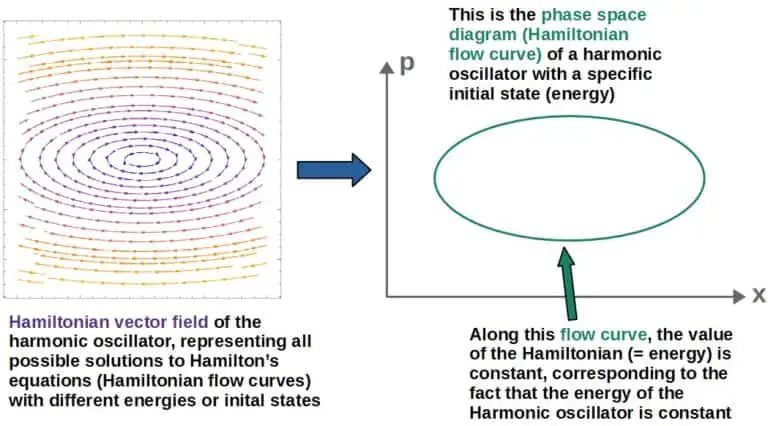 This is the phase space
diagram (Hamiltonian
flow curve) of a harmonic
oscillator with a specific
initial state (energy)
p
x
Hamiltonian vector field of the
harmonic oscillator, representing all
possible solutions to Hamilton's
equations (Hamiltonian flow curves)
with different energies or inital states
Along this flow curve, the value
of the Hamiltonian (= energy) is
constant, corresponding to the
fact that the energy of the
Harmonic oscillator is constant